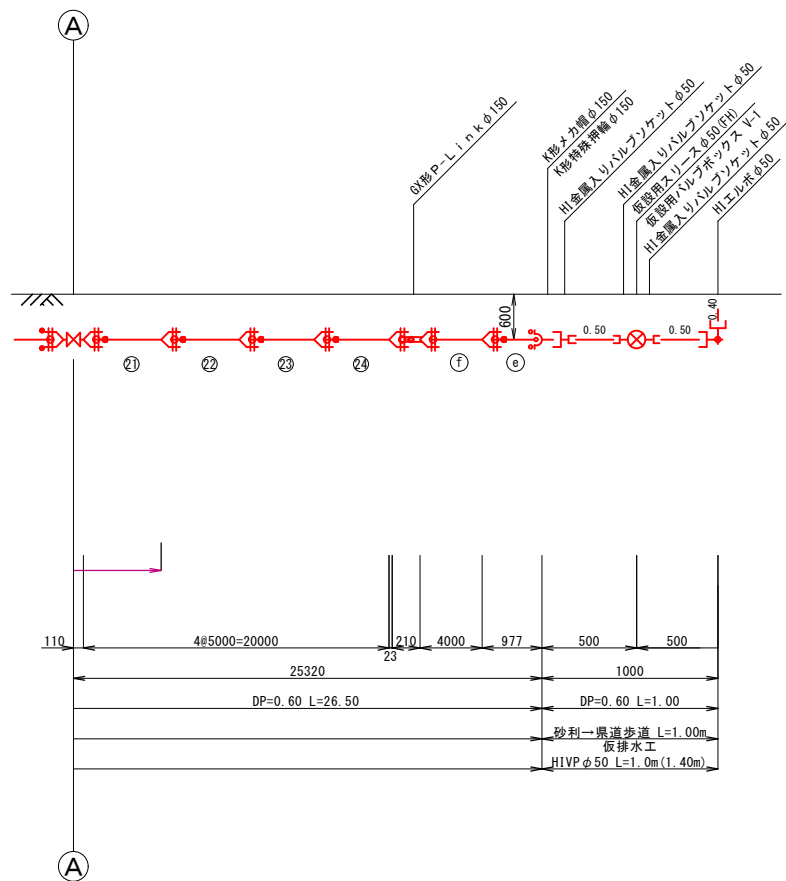 A
GX形P-Linkφ150
K形メカ帽φ150
K形特殊押輪φ150
HI金属入りバルブソケットφ50
HI金属入りバルブソケットφ50
仮設用スリースφ50(FH)
仮設用バルブボックス V-1
HI金属入りバルブソケットφ50
HIエルボφ50
600
0.40
0.50
0.50
㉑
㉒
㉓
㉔
ⓕ
ⓔ
110
4@5000=20000
23
210
4000
977
500
500
25320
1000
DP=0.60 L=26.50
DP=0.60 L=1.00
砂利→県道歩道 L=1.00m
仮排水工
HIVPφ50 L=1.0m(1.40m)
A